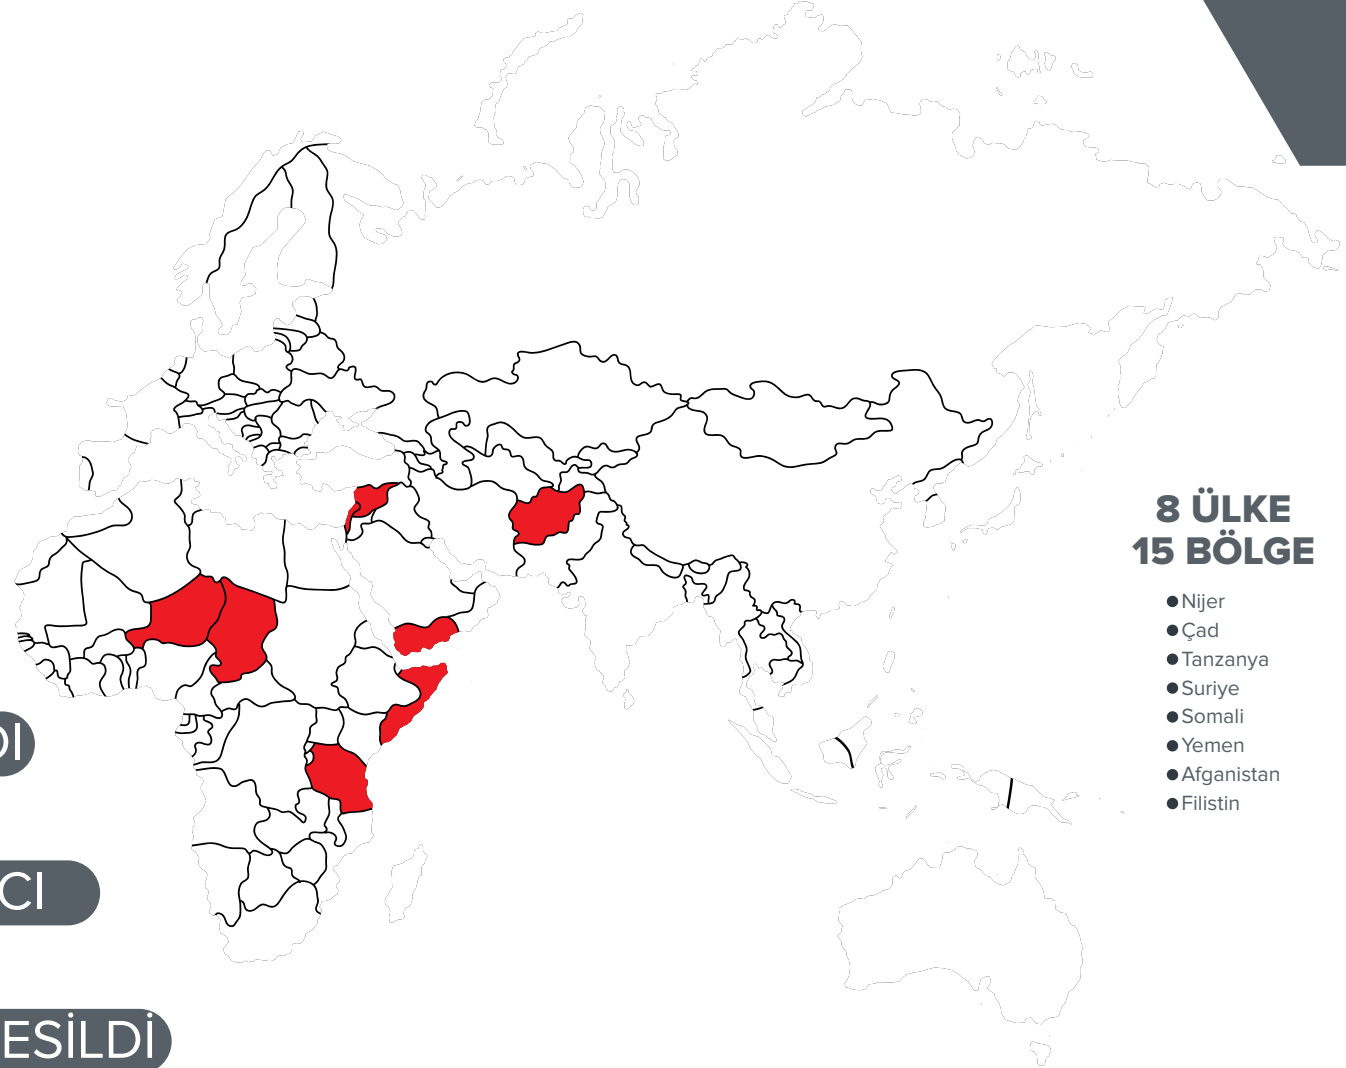 8 ÜLKE
15 BÖLGE
Nijer
Çad
Tanzanya
Suriye
Somali
Yemen
Afganistan
Filistin
DI
CI
ESİLDİ